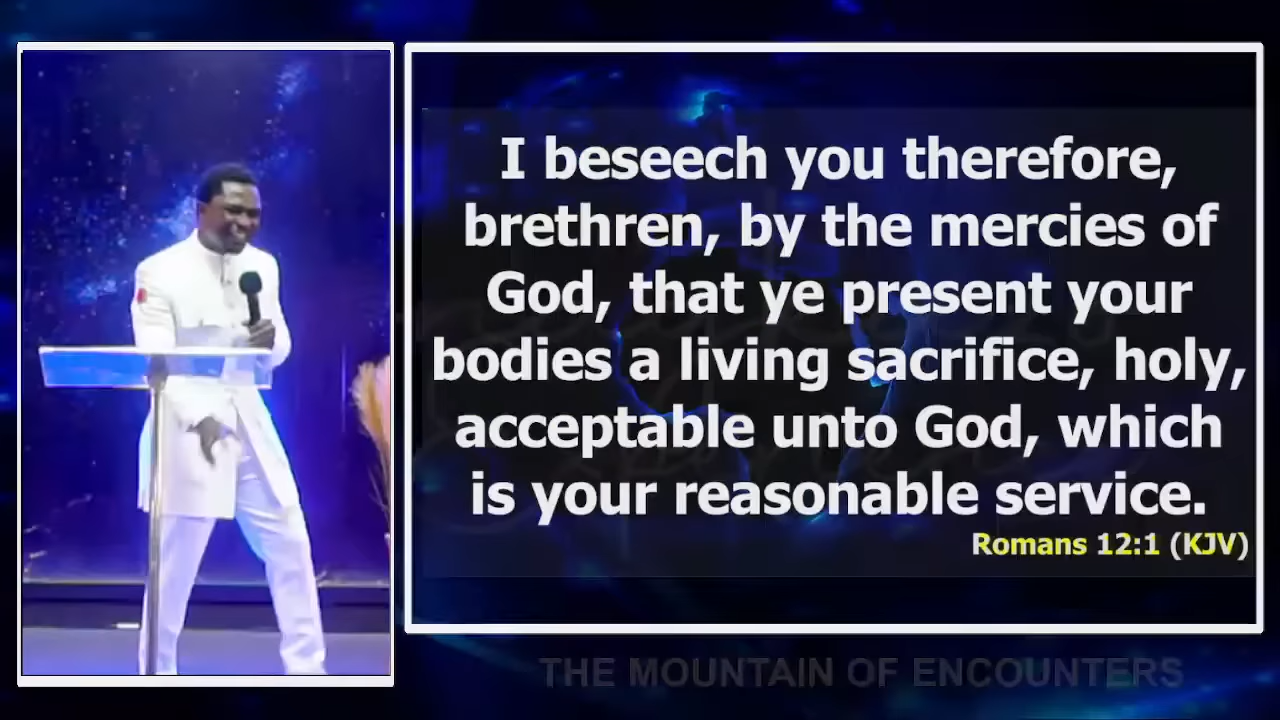 I beseech you therefore,
brethren, by the mercies of
God, that ye present your
bodies a living sacrifice, holy,
acceptable unto God, which
is your reasonable service.
Romans 12:1 (KJV)
THE MOUNTAIN OF ENCOUNTERS